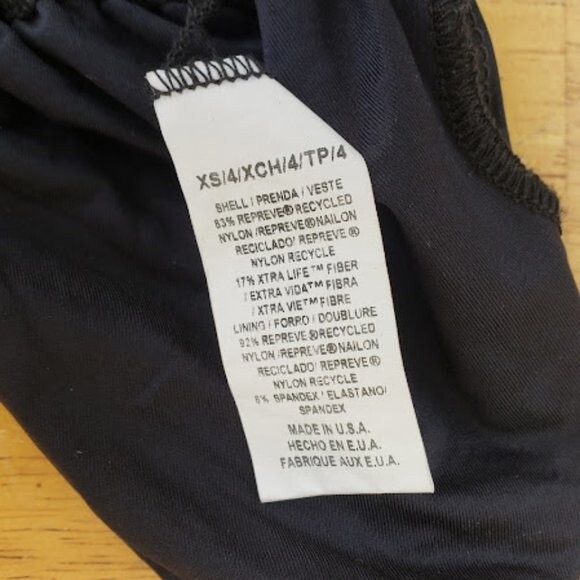 XS/4/XCH/4/TP/4
SHELL / PRENDA / VESTE
83% REPREVE® RECYCLED
NYLON /REPREVE® NAILON
RECICLADO/ REPREVE ®
NYLON RECYCLE
17% XTRA LIFE™ FIBER
/ EXTRA VIDA™ FIBRA
/ XTRA VIE™ FIBRE
LINING / FORRO / DOUBLURE
92% REPREVE® RECYCLED
NYLON /REPREVE® NAILON
RECICLADO/ REPREVE ®
NYLON RECYCLE
8% SPANDEX / ELASTANO/
SPANDEX
MADE IN U.S.A.
HECHO EN E.U.A.
FABRIQUE AUX E.U.A.